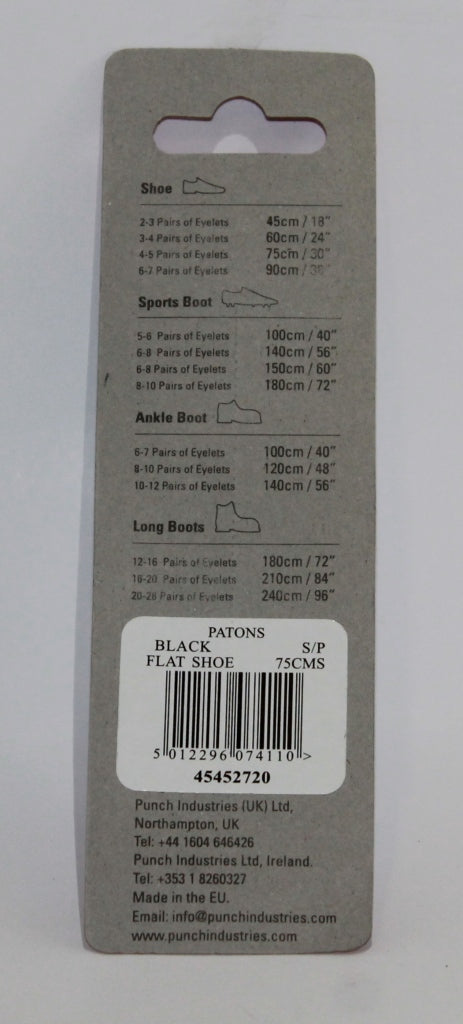 Shoe
2-3 Pairs of Eyelets 45cm / 18"
3-4 Pairs of Eyelets 60cm / 24"
4-5 Pairs of Eyelets 75cm / 30"
6-7 Pairs of Eyelets 90cm / 36"
Sports Boot
5-6 Pairs of Eyelets 100cm / 40"
6-8 Pairs of Eyelets 140cm / 56"
6-8 Pairs of Eyelets 150cm / 60"
8-10 Pairs of Eyelets 180cm / 72"
Ankle Boot
6-7 Pairs of Eyelets 100cm / 40"
8-10 Pairs of Eyelets 120cm / 48"
10-12 Pairs of Eyelets 140cm / 56"
Long Boots
12-16 Pairs of Eyelets 180cm / 72"
16-20 Pairs of Eyelets 210cm / 84"
20-26 Pairs of Eyelets 240cm / 96"
PATONS
BLACK S/P
FLAT SHOE 75CMS
5 012296 074110 >
45452720
Punch Industries (UK) Ltd,
Northampton, UK
Tel: +44 1604 646426
Punch Industries Ltd, Ireland.
Tel: +353 1 8260327
Made in the EU.
Email: info@punchindustries.com
www.punchindustries.com